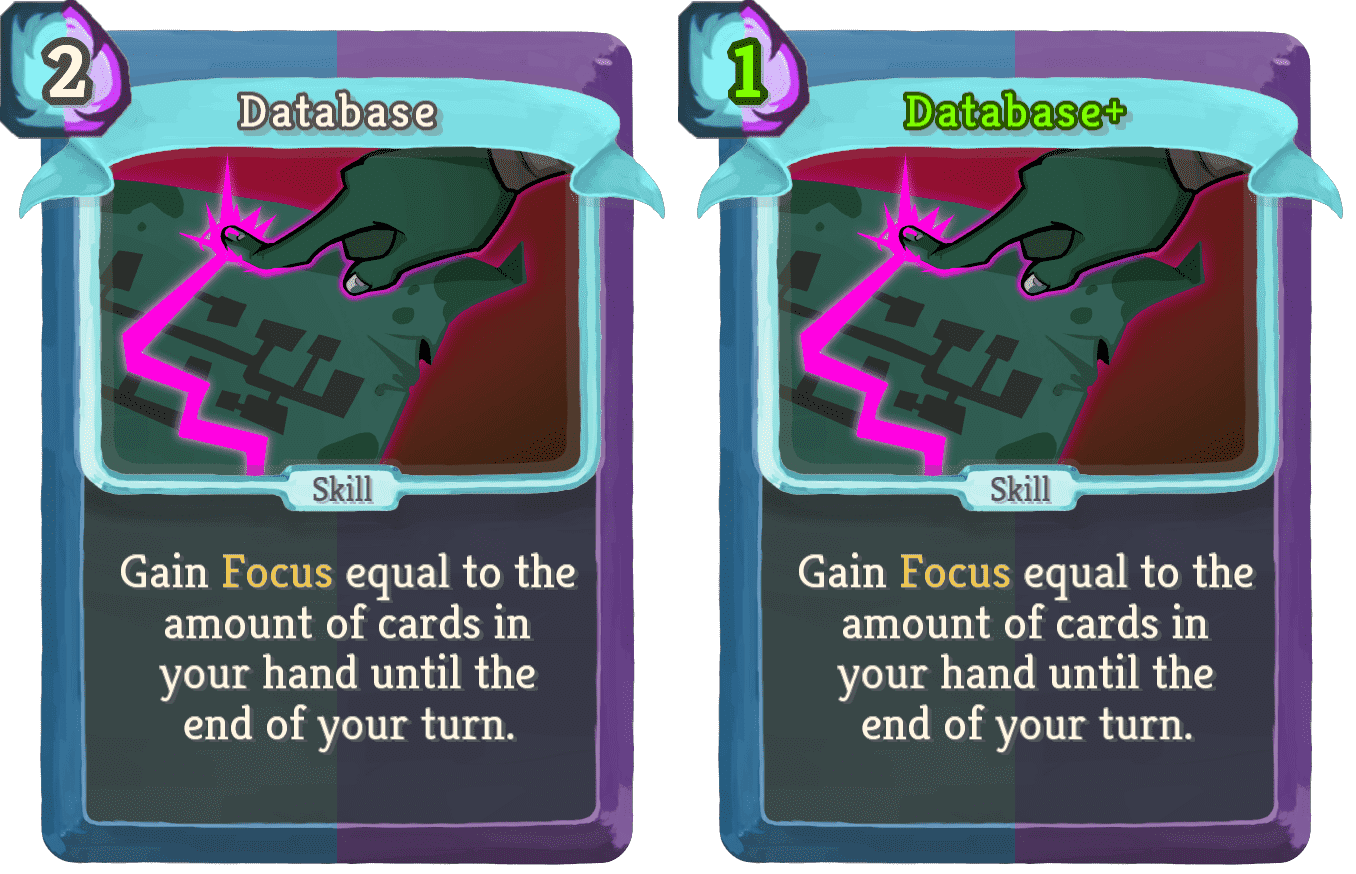 2
Database
Skill
Gain Focus equal to the
amount of cards in
your hand until the
end of your turn.
1
Database+
Skill
Gain Focus equal to the
amount of cards in
your hand until the
end of your turn.